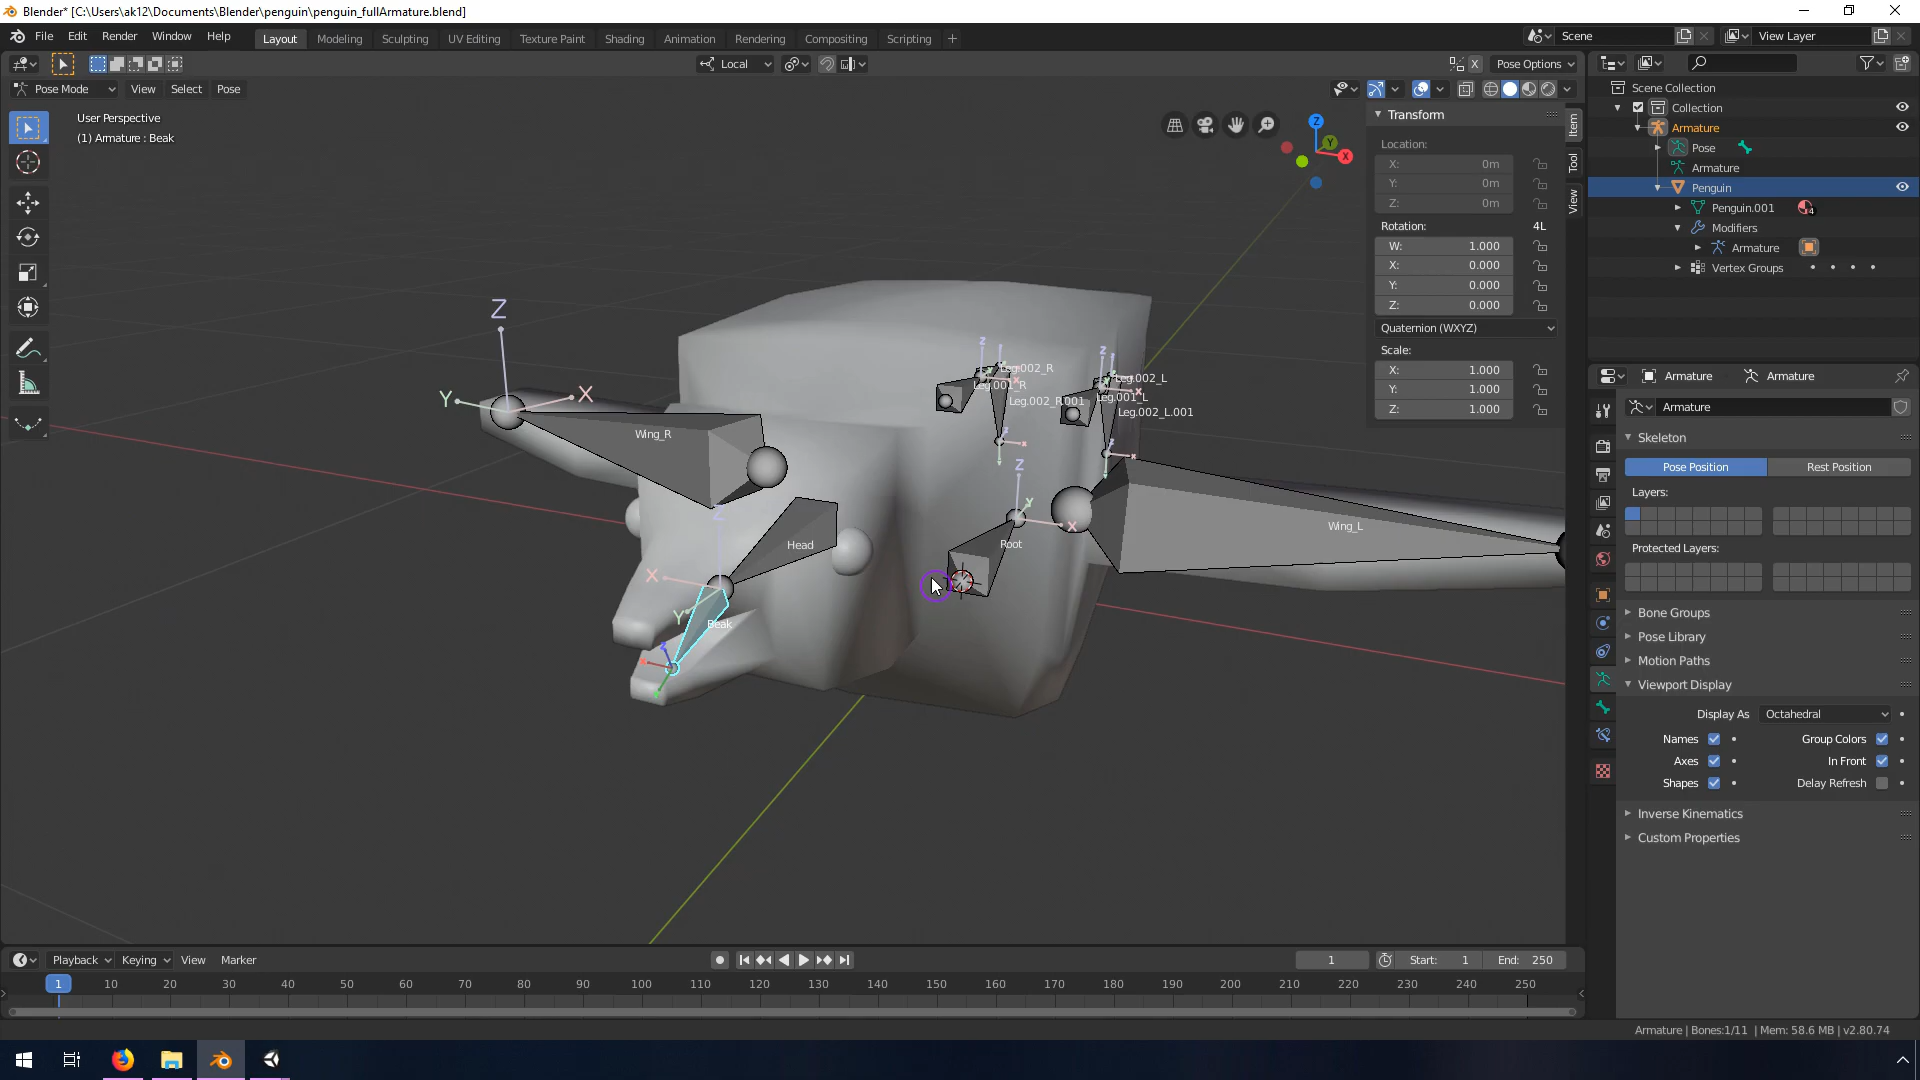 Blender* [C:\Users\ak12\Documents\Blender\penguin\penguin_fullArmature.blend]
File Edit Render Window Help
Layout Modeling Sculpting UV Editing Texture Paint Shading Animation Rendering Compositing Scripting +
Scene
View Layer
Local
X
Pose Options
Pose Mode View Select Pose
User Perspective
(1) Armature : Beak
Z
Y
X
Transform
Location:
X: 0m
Y: 0m
Z: 0m
Rotation: 4L
W: 1.000
X: 0.000
Y: 0.000
Z: 0.000
Quaternion (WXYZ)
Scale:
X: 1.000
Y: 1.000
Z: 1.000
Item
Tool
View
Z
Y
X
Wing_R
Z
Head
X
Y
Beak
Leg.002_R
Leg.001_R
Leg.002_R.001
Leg.002_L
Leg.001_L
Leg.002_L.001
Z
Y
X
Root
Wing_L
Scene Collection
Collection
Armature
Pose
Armature
Penguin
Penguin.001 4
Modifiers
Armature
Vertex Groups
Armature Armature
Armature
Skeleton
Pose Position Rest Position
Layers:
Protected Layers:
Bone Groups
Pose Library
Motion Paths
Viewport Display
Display As Octahedral
Names Group Colors
Axes In Front
Shapes Delay Refresh
Inverse Kinematics
Custom Properties
Playback Keying View Marker
1 Start: 1 End: 250
1 10 20 30 40 50 60 70 80 90 100 110 120 130 140 150 160 170 180 190 200 210 220 230 240 250
Armature | Bones:1/11 | Mem: 58.6 MB | v2.80.74